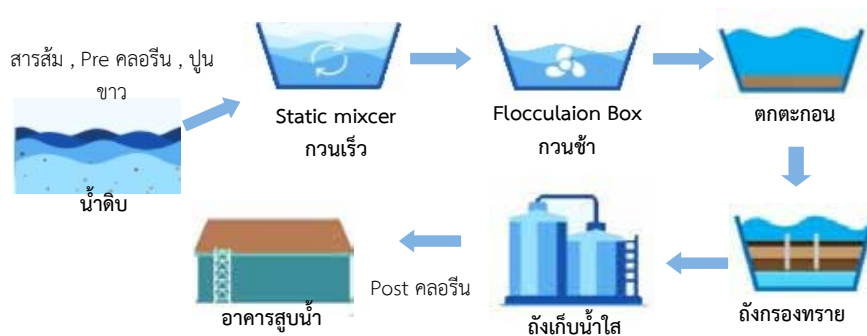 สารส้ม , Pre คลอรีน , ปูน
ขาว
น้ำดิบ
Static mixcer
กวนเร็ว
Flocculaion Box
กวนช้า
ตกตะกอน
ถังกรองทราย
ถังเก็บน้ำใส
Post คลอรีน
อาคารสูบน้ำ